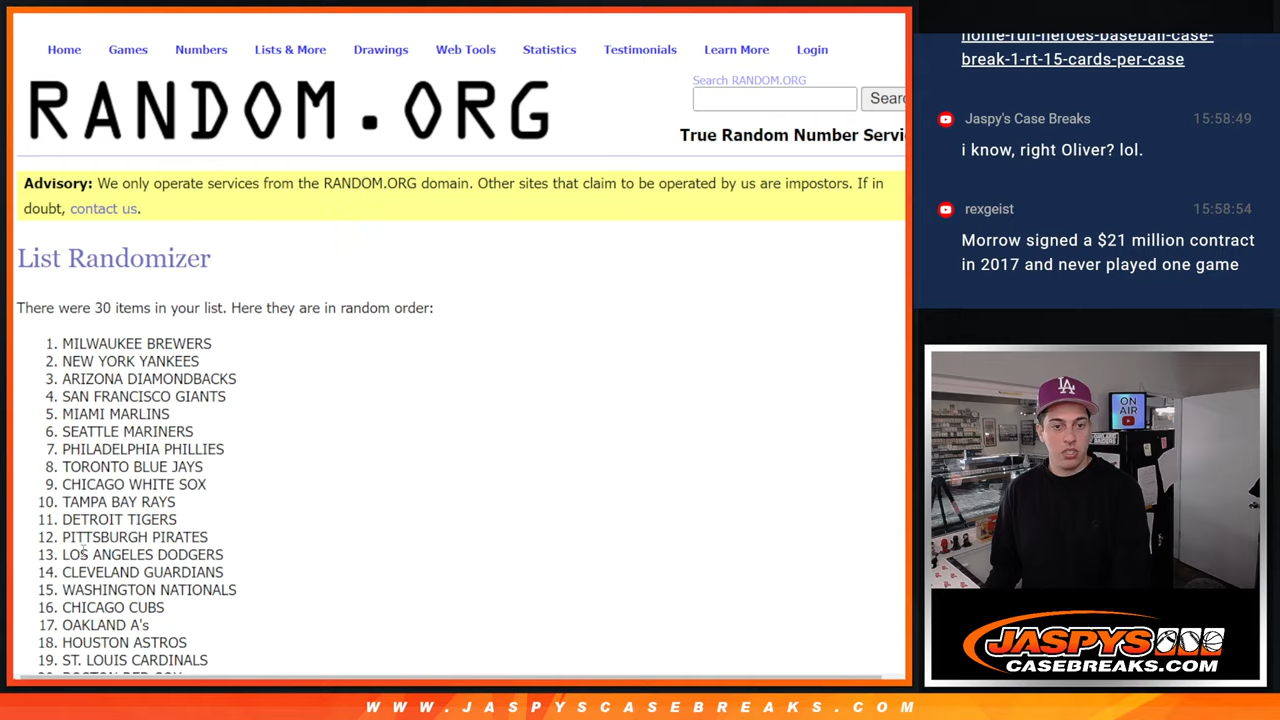 Home Games Numbers Lists & More Drawings Web Tools Statistics Testimonials Learn More Login
RANDOM.ORG
Search RANDOM.ORG
Searc
True Random Number Servi
Advisory: We only operate services from the RANDOM.ORG domain. Other sites that claim to be operated by us are impostors. If in
doubt, contact us.
List Randomizer
There were 30 items in your list. Here they are in random order:
1. MILWAUKEE BREWERS
2. NEW YORK YANKEES
3. ARIZONA DIAMONDBACKS
4. SAN FRANCISCO GIANTS
5. MIAMI MARLINS
6. SEATTLE MARINERS
7. PHILADELPHIA PHILLIES
8. TORONTO BLUE JAYS
9. CHICAGO WHITE SOX
10. TAMPA BAY RAYS
11. DETROIT TIGERS
12. PITTSBURGH PIRATES
13. LOS ANGELES DODGERS
14. CLEVELAND GUARDIANS
15. WASHINGTON NATIONALS
16. CHICAGO CUBS
17. OAKLAND A's
18. HOUSTON ASTROS
19. ST. LOUIS CARDINALS
home-run-heroes-baseball-case-
break-1-rt-15-cards-per-case
Jaspy's Case Breaks 15:58:49
i know, right Oliver? lol.
rexgeist 15:58:54
Morrow signed a $21 million contract
in 2017 and never played one game
LA
ON
AIR
JASPYS
CASEBREAKS.COM
WWW.JASPYSCASEBREAKS.COM